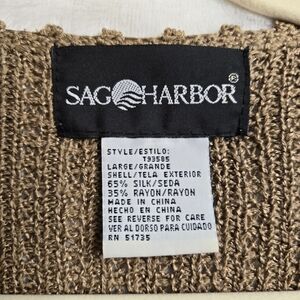 SAG HARBOR®
STYLE/ESTILO:
T93585
LARGE/GRANDE
SHELL/TELA EXTERIOR
65% SILK/SEDA
35% RAYON/RAYON
MADE IN CHINA
HECHO EN CHINA
SEE REVERSE FOR CARE
VER AL DORSO PARA CUIDADO
RN 51735